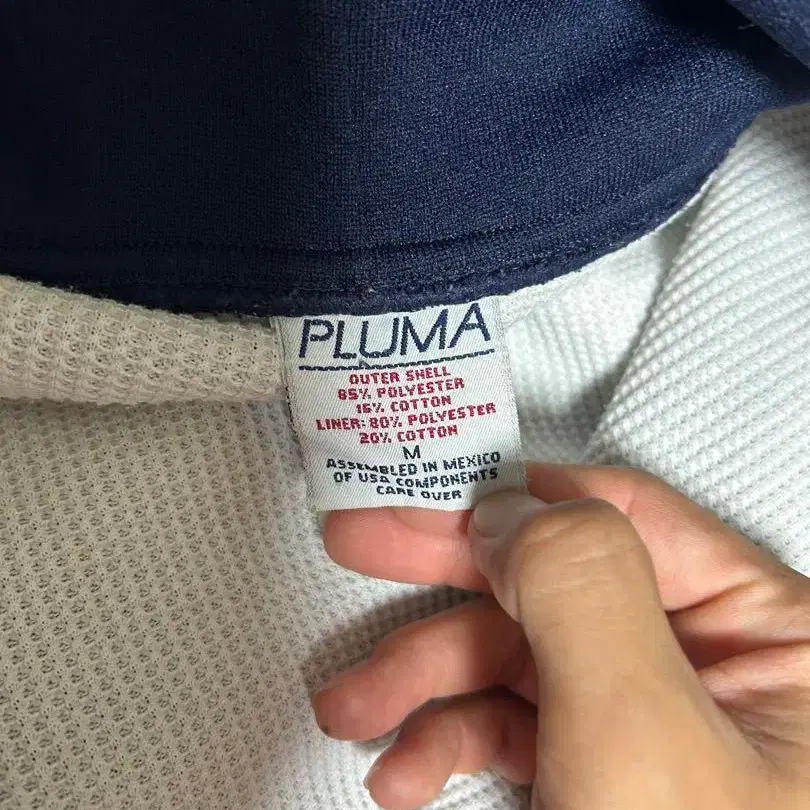 PLUMA
OUTER SHELL
85% POLYESTER
15% COTTON
LINER: 80% POLYESTER
20% COTTON
M
ASSEMBLED IN MEXICO
OF USA COMPONENTS
CARE OVER